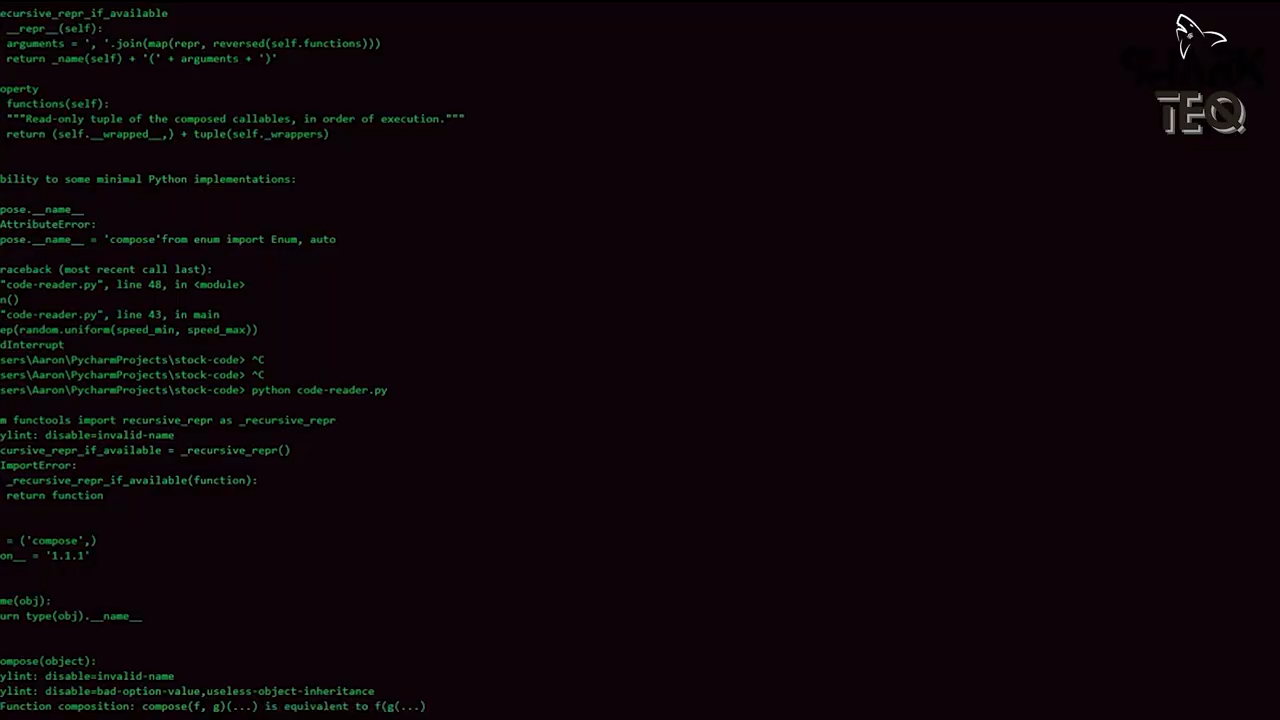 ecursive_repr_if_available
__repr__(self):
arguments = ', '.join(map(repr, reversed(self.functions)))
return _name(self) + '(' + arguments + ')'
operty
functions(self):
"""Read-only tuple of the composed callables, in order of execution."""
return (self.__wrapped__,) + tuple(self._wrappers)
bility to some minimal Python implementations:
pose.__name__
AttributeError:
pose.__name__ = 'compose'from enum import Enum, auto
raceback (most recent call last):
"code-reader.py", line 48, in <module>
n()
"code-reader.py", line 43, in main
ep(random.uniform(speed_min, speed_max))
dInterrupt
sers\Aaron\PycharmProjects\stock-code> ^C
sers\Aaron\PycharmProjects\stock-code> ^C
sers\Aaron\PycharmProjects\stock-code> python code-reader.py
m functools import recursive_repr as _recursive_repr
ylint: disable=invalid-name
cursive_repr_if_available = _recursive_repr()
ImportError:
_recursive_repr_if_available(function):
return function
= ('compose',)
on__ = '1.1.1'
me(obj):
urn type(obj).__name__
ompose(object):
ylint: disable=invalid-name
ylint: disable=bad-option-value,useless-object-inheritance
Function composition: compose(f, g)(...) is equivalent to f(g(...)
SHARK
TEQ